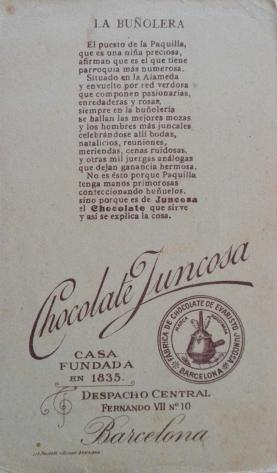 LA BUÑOLERA
El puesto de la Paquilla,
que es una niña preciosa,
afirman que es el que tiene
parroquia más numerosa.
Situado en la Alameda
y envuelto por red verdosa
que componen pasionarias,
enredaderas y rosas,
siempre en la buñolería
se hallan las mejores mozas
y los hombres más juncales
celebrándose allí bodas,
natalicios, reuniones,
meriendas, cenas ruidosas,
y otras mil juergas análogas
que dejan ganancia hermosa.
No es ésto porque Paquilla
tenga manos primorosas
confeccionando buñuelos,
sino porque es de Juncosa
el Chocolate que sirve
y así se explica la cosa.
Chocolate Juncosa
FÁBRICA DE CHOCOLATE DE EVARISTO JUNCOSA
BARCELONA
MARCA
CASA
FUNDADA
EN 1835.
DESPACHO CENTRAL
FERNANDO VII Nº 10
Barcelona